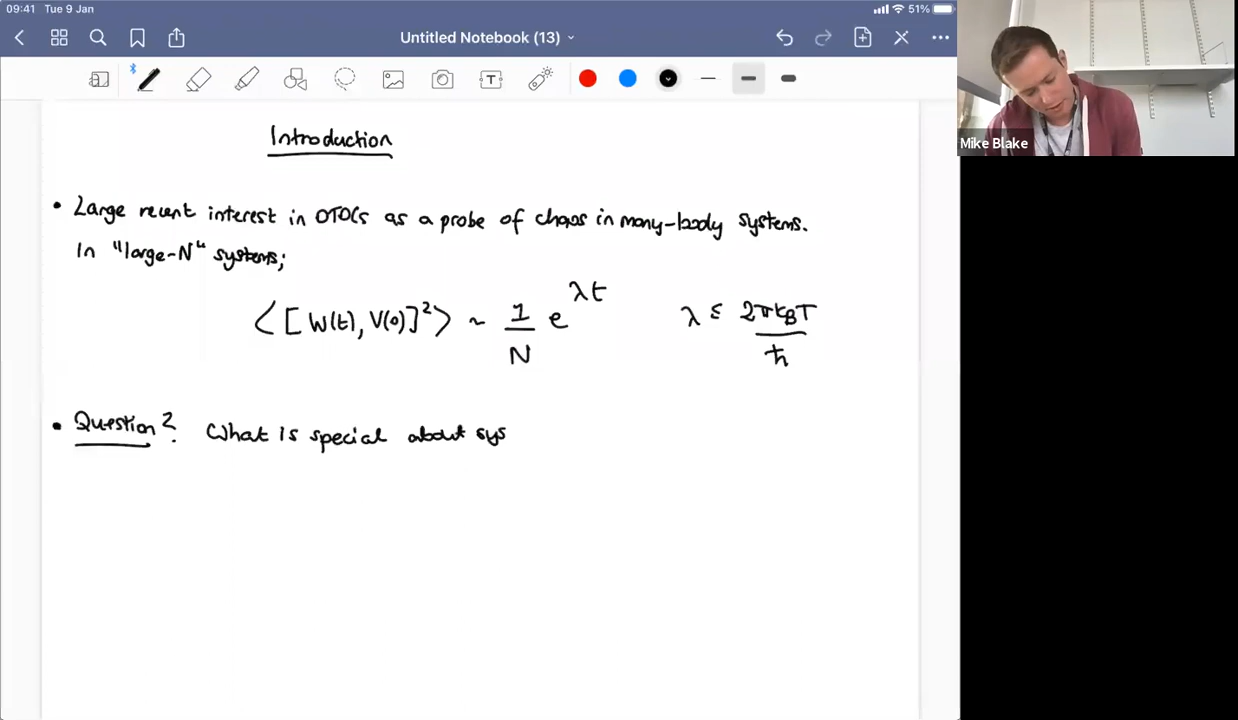 09:41 Tue 9 Jan
51%
Untitled Notebook (13)
Mike Blake
Introduction
• Large recent interest in OTOCs as a probe of chaos in many-body systems.
In "large-N" systems;
⟨[W(t), V(0)]²⟩ ~ 1/N e^{λt} λ ≤ 2πk_BT/ħ
• Question?. What is special about sys